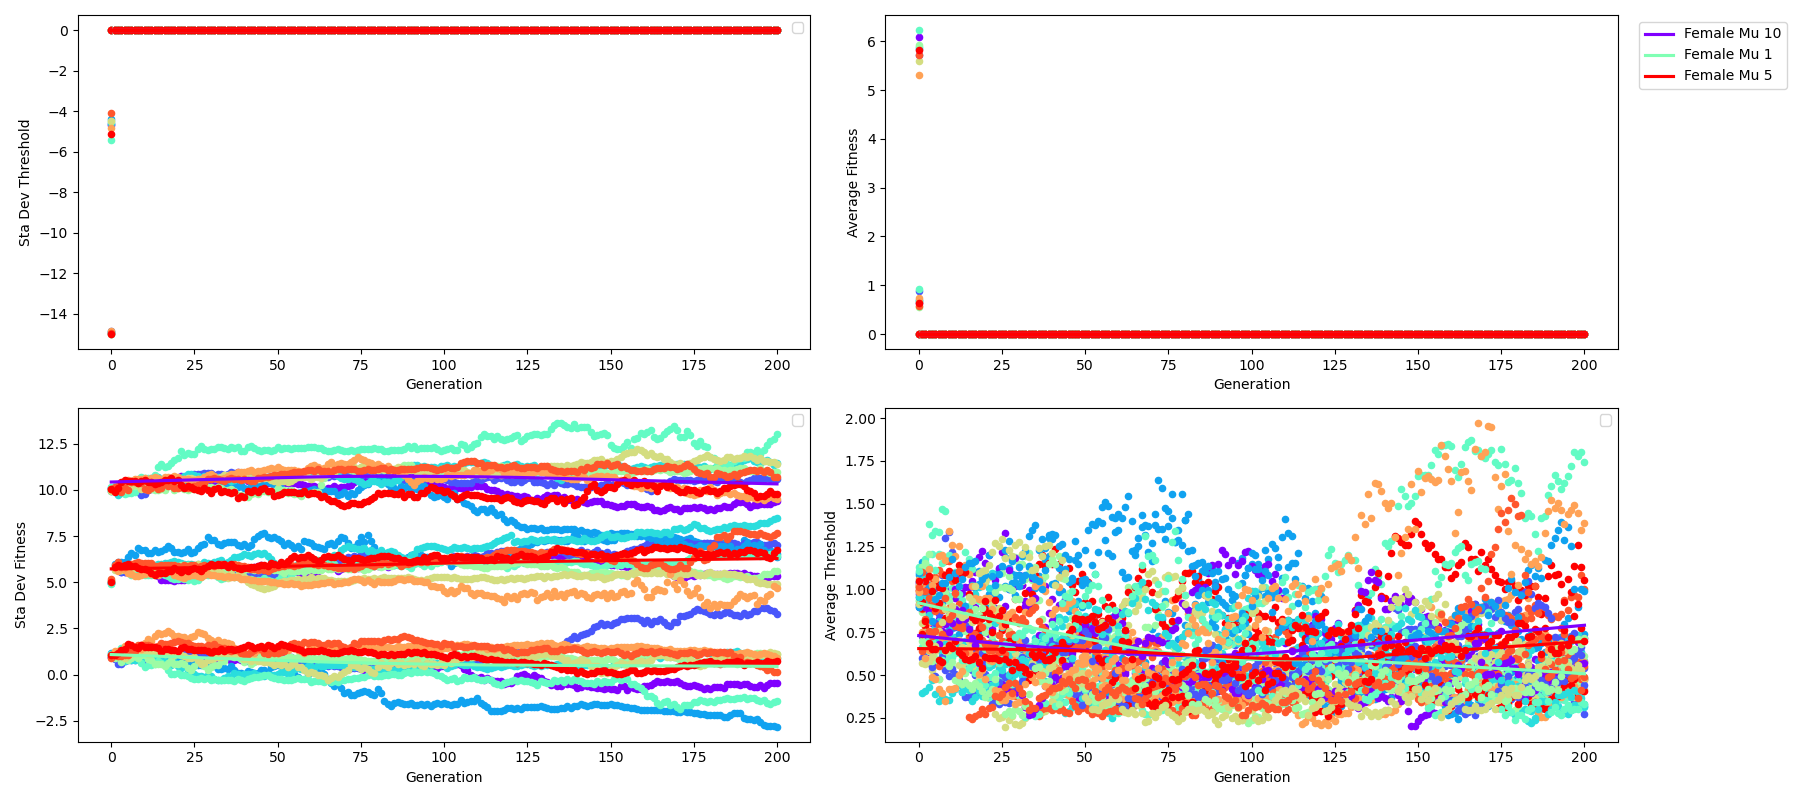 0
−2
−4
−6
−8
−10
−12
−14
Sta Dev Threshold
0 25 50 75 100 125 150 175 200
Generation
6
5
4
3
2
1
0
Average Fitness
0 25 50 75 100 125 150 175 200
Generation
Female Mu 10
Female Mu 1
Female Mu 5
12.5
10.0
7.5
5.0
2.5
0.0
−2.5
Sta Dev Fitness
0 25 50 75 100 125 150 175 200
Generation
2.00
1.75
1.50
1.25
1.00
0.75
0.50
0.25
Average Threshold
0 25 50 75 100 125 150 175 200
Generation